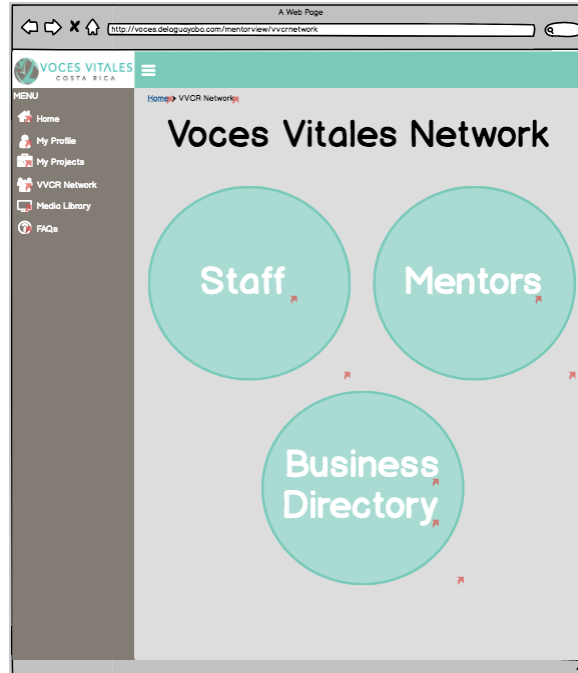 A Web Page
http://voces.delaguayaba.com/mentorview/vvcrnetwork
VOCES VITALES
COSTA RICA
MENU
Home
My Profile
My Projects
VVCR Network
Media Library
FAQs
Home VVCR Network
Voces Vitales Network
Staff
Mentors
Business
Directory